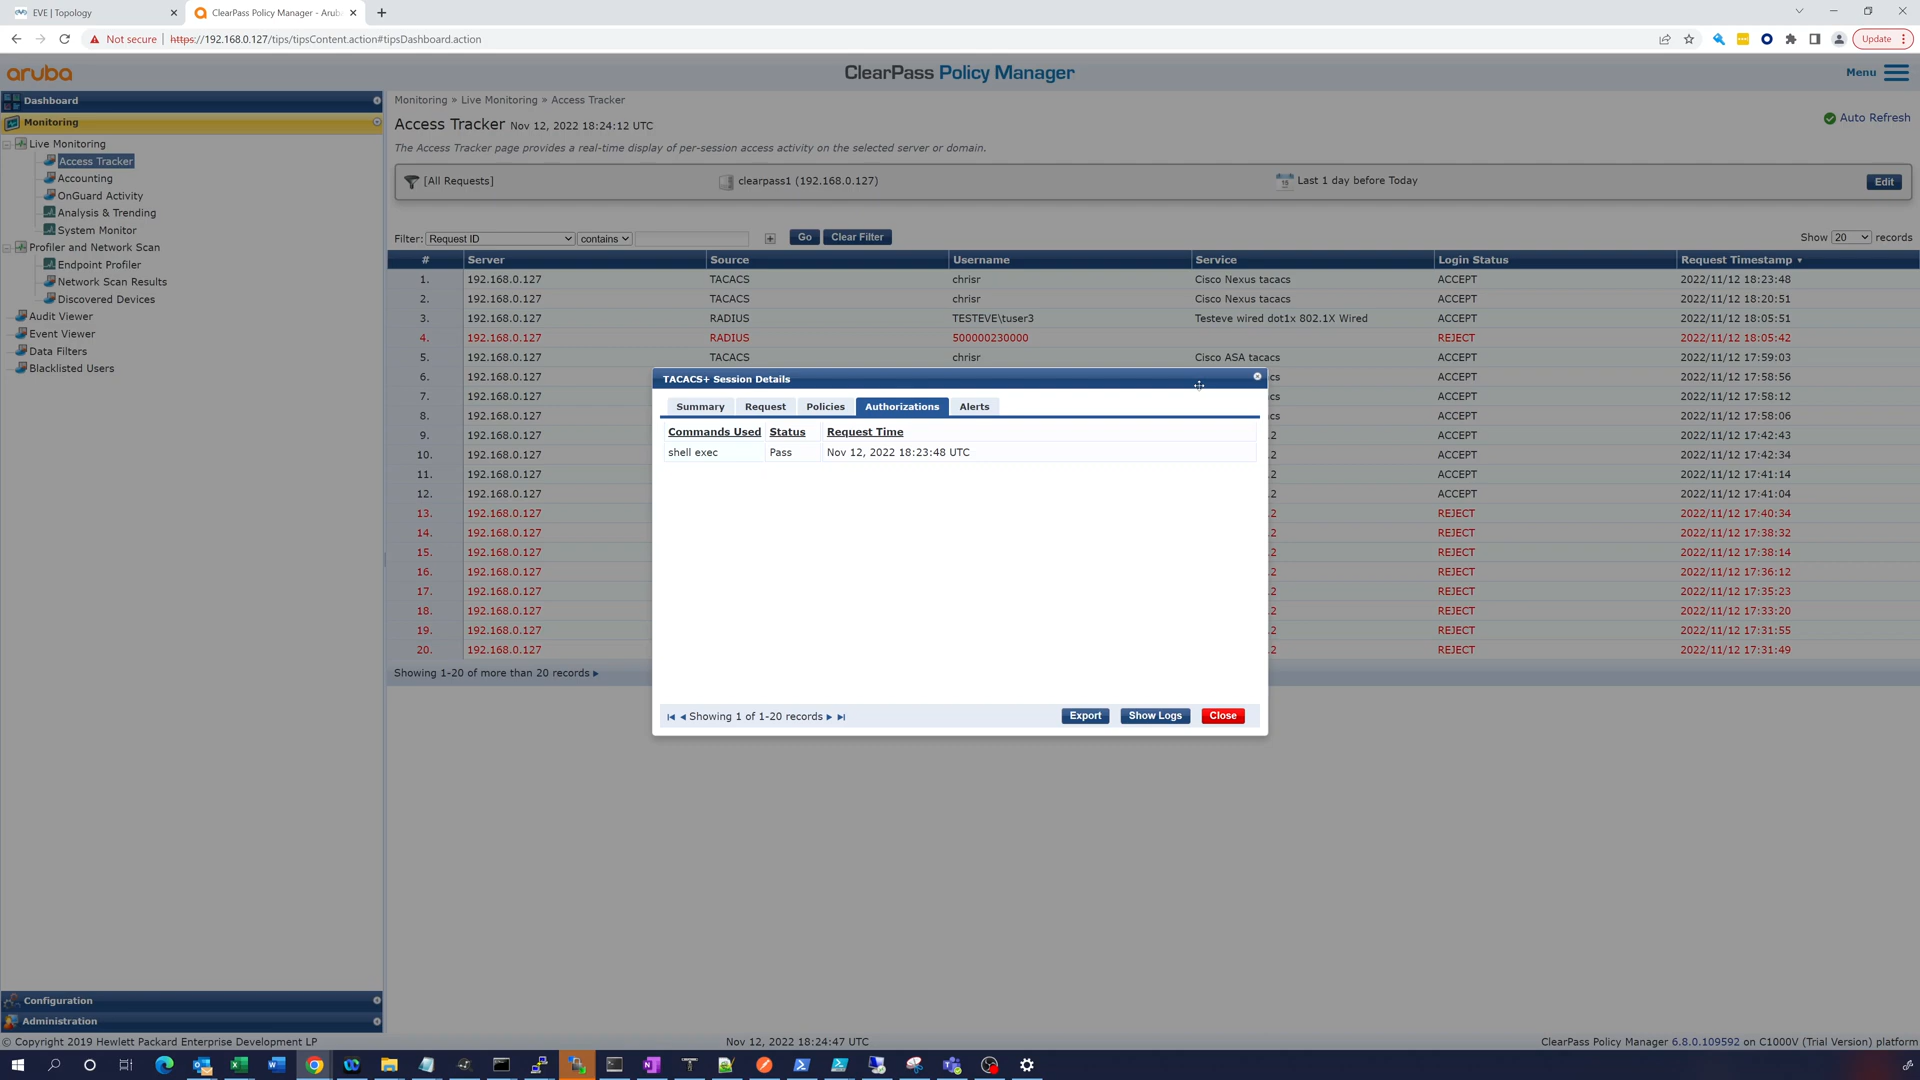 EVE | Topology
ClearPass Policy Manager - Arub
Not secure
https://192.168.0.127/tips/tipsContent.action#tipsDashboard.action
Update
aruba
ClearPass Policy Manager
Menu
Dashboard
Monitoring
Live Monitoring
Access Tracker
Accounting
OnGuard Activity
Analysis & Trending
System Monitor
Profiler and Network Scan
Endpoint Profiler
Network Scan Results
Discovered Devices
Audit Viewer
Event Viewer
Data Filters
Blacklisted Users
Configuration
Administration
Monitoring » Live Monitoring » Access Tracker
Access Tracker Nov 12, 2022 18:24:12 UTC
Auto Refresh
The Access Tracker page provides a real-time display of per-session access activity on the selected server or domain.
[All Requests]
clearpass1 (192.168.0.127)
Last 1 day before Today
Edit
Filter: Request ID contains Go Clear Filter
Show 20 records
# Server Source Username Service Login Status Request Timestamp
1. 192.168.0.127 TACACS chrisr Cisco Nexus tacacs ACCEPT 2022/11/12 18:23:48
2. 192.168.0.127 TACACS chrisr Cisco Nexus tacacs ACCEPT 2022/11/12 18:20:51
3. 192.168.0.127 RADIUS TESTEVE\tuser3 Testeve wired dot1x 802.1X Wired ACCEPT 2022/11/12 18:05:51
4. 192.168.0.127 RADIUS 500000230000 REJECT 2022/11/12 18:05:42
5. 192.168.0.127 TACACS chrisr Cisco ASA tacacs ACCEPT 2022/11/12 17:59:03
6. 192.168.0.127 cs ACCEPT 2022/11/12 17:58:56
7. 192.168.0.127 cs ACCEPT 2022/11/12 17:58:12
8. 192.168.0.127 cs ACCEPT 2022/11/12 17:58:06
9. 192.168.0.127 2 ACCEPT 2022/11/12 17:42:43
10. 192.168.0.127 2 ACCEPT 2022/11/12 17:42:34
11. 192.168.0.127 2 ACCEPT 2022/11/12 17:41:14
12. 192.168.0.127 2 ACCEPT 2022/11/12 17:41:04
13. 192.168.0.127 2 REJECT 2022/11/12 17:40:34
14. 192.168.0.127 2 REJECT 2022/11/12 17:38:32
15. 192.168.0.127 2 REJECT 2022/11/12 17:38:14
16. 192.168.0.127 2 REJECT 2022/11/12 17:36:12
17. 192.168.0.127 2 REJECT 2022/11/12 17:35:23
18. 192.168.0.127 2 REJECT 2022/11/12 17:33:20
19. 192.168.0.127 2 REJECT 2022/11/12 17:31:55
20. 192.168.0.127 2 REJECT 2022/11/12 17:31:49
Showing 1-20 of more than 20 records
TACACS+ Session Details
Summary Request Policies Authorizations Alerts
Commands Used Status Request Time
shell exec Pass Nov 12, 2022 18:23:48 UTC
Showing 1 of 1-20 records
Export Show Logs Close
© Copyright 2019 Hewlett Packard Enterprise Development LP
Nov 12, 2022 18:24:47 UTC
ClearPass Policy Manager 6.8.0.109592 on C1000V (Trial Version) platform